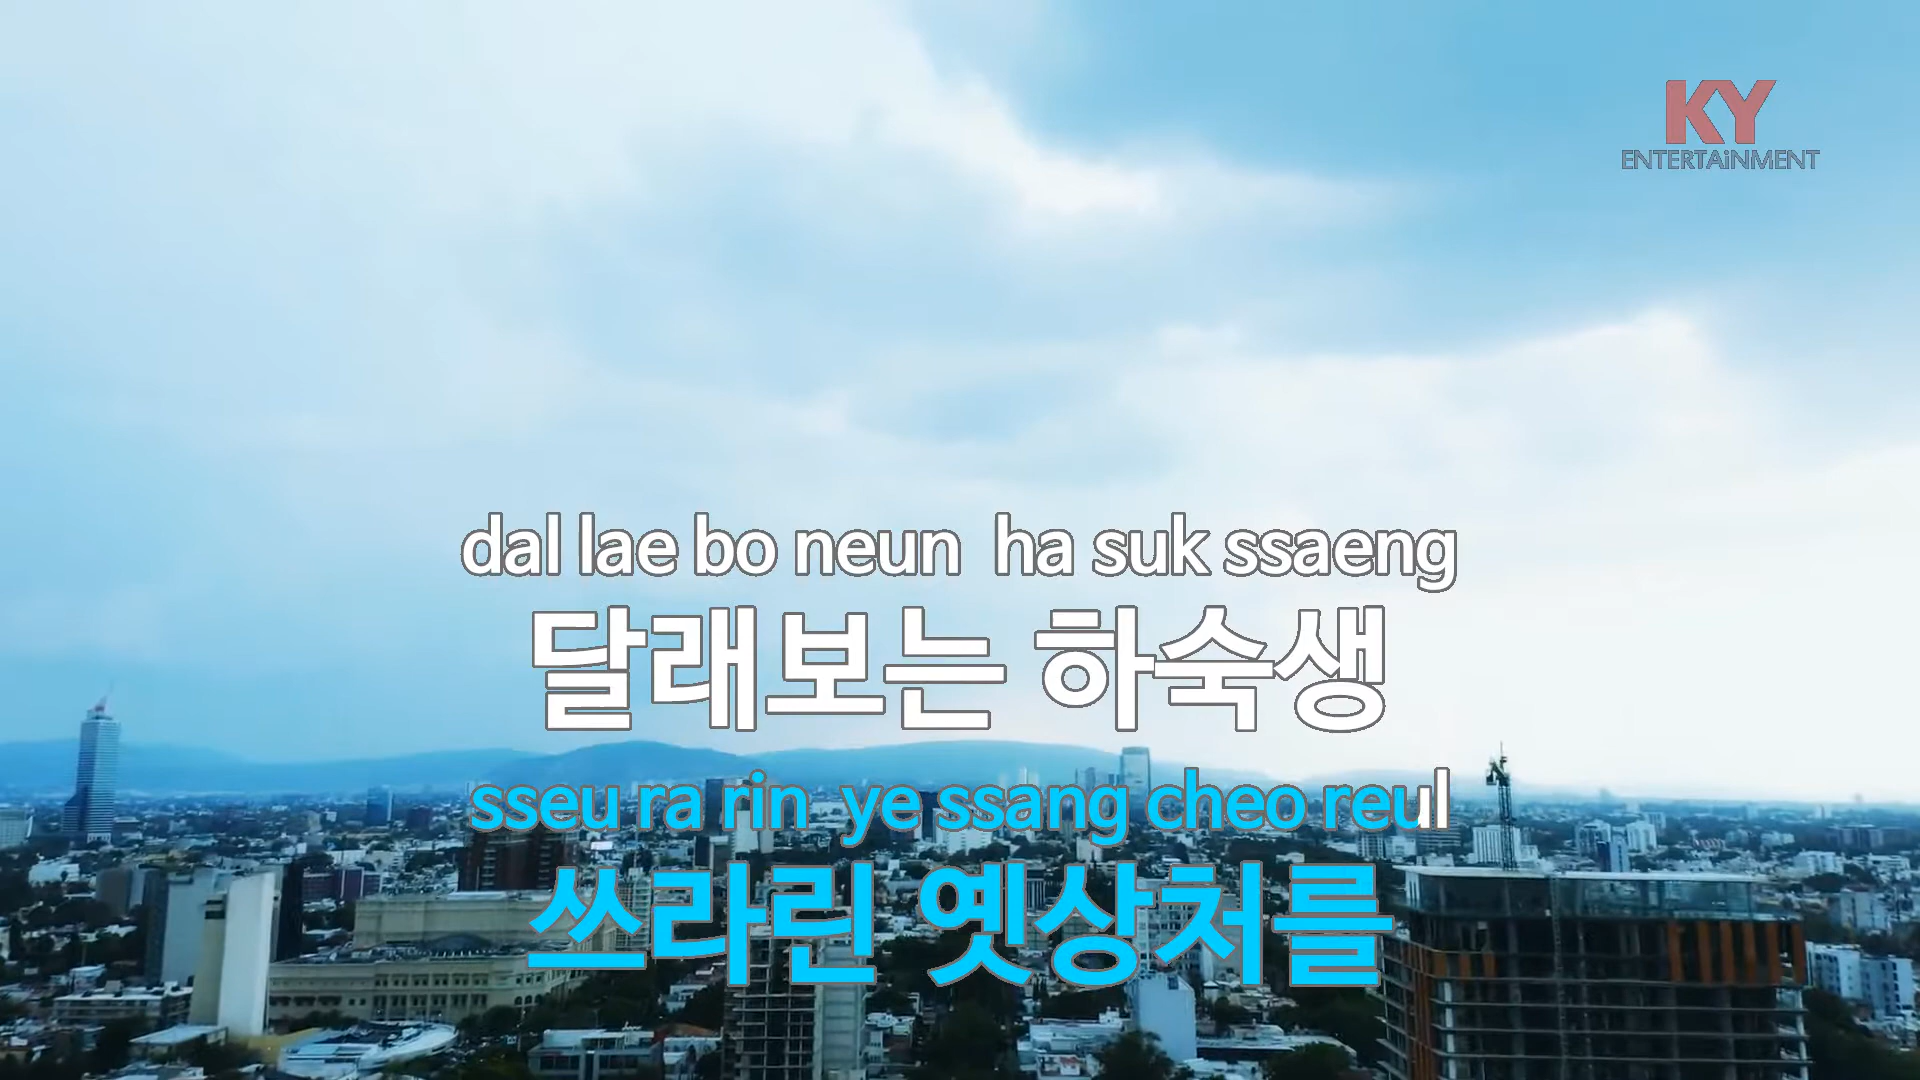 KY
ENTERTAiNMENT
dal lae bo neun ha suk ssaeng
달래보는 하숙생
sseu ra rin ye ssang cheo reul
쓰라린 옛상처를